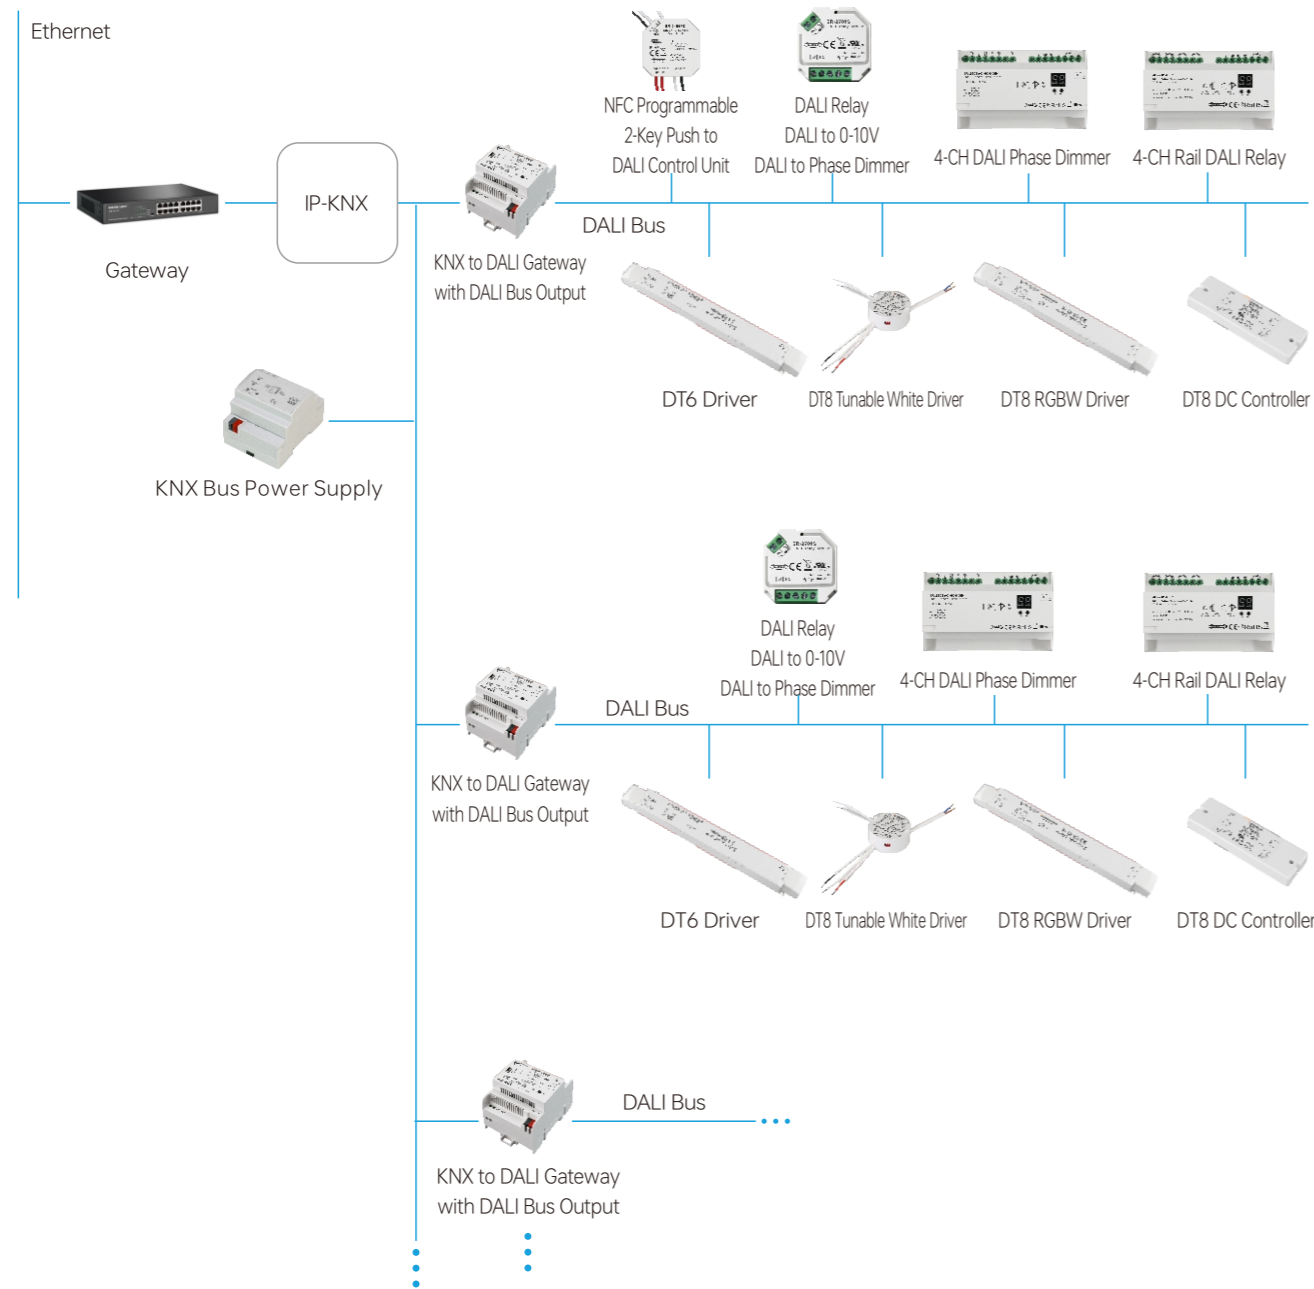 Ethernet
NFC Programmable
2-Key Push to
DALI Control Unit
DALI Relay
DALI to 0-10V
DALI to Phase Dimmer
4-CH DALI Phase Dimmer
4-CH Rail DALI Relay
Gateway
IP-KNX
KNX to DALI Gateway
with DALI Bus Output
DALI Bus
DT6 Driver
DT8 Tunable White Driver
DT8 RGBW Driver
DT8 DC Controller
KNX Bus Power Supply
DALI Relay
DALI to 0-10V
DALI to Phase Dimmer
4-CH DALI Phase Dimmer
4-CH Rail DALI Relay
DALI Bus
KNX to DALI Gateway
with DALI Bus Output
DT6 Driver
DT8 Tunable White Driver
DT8 RGBW Driver
DT8 DC Controller
DALI Bus
KNX to DALI Gateway
with DALI Bus Output